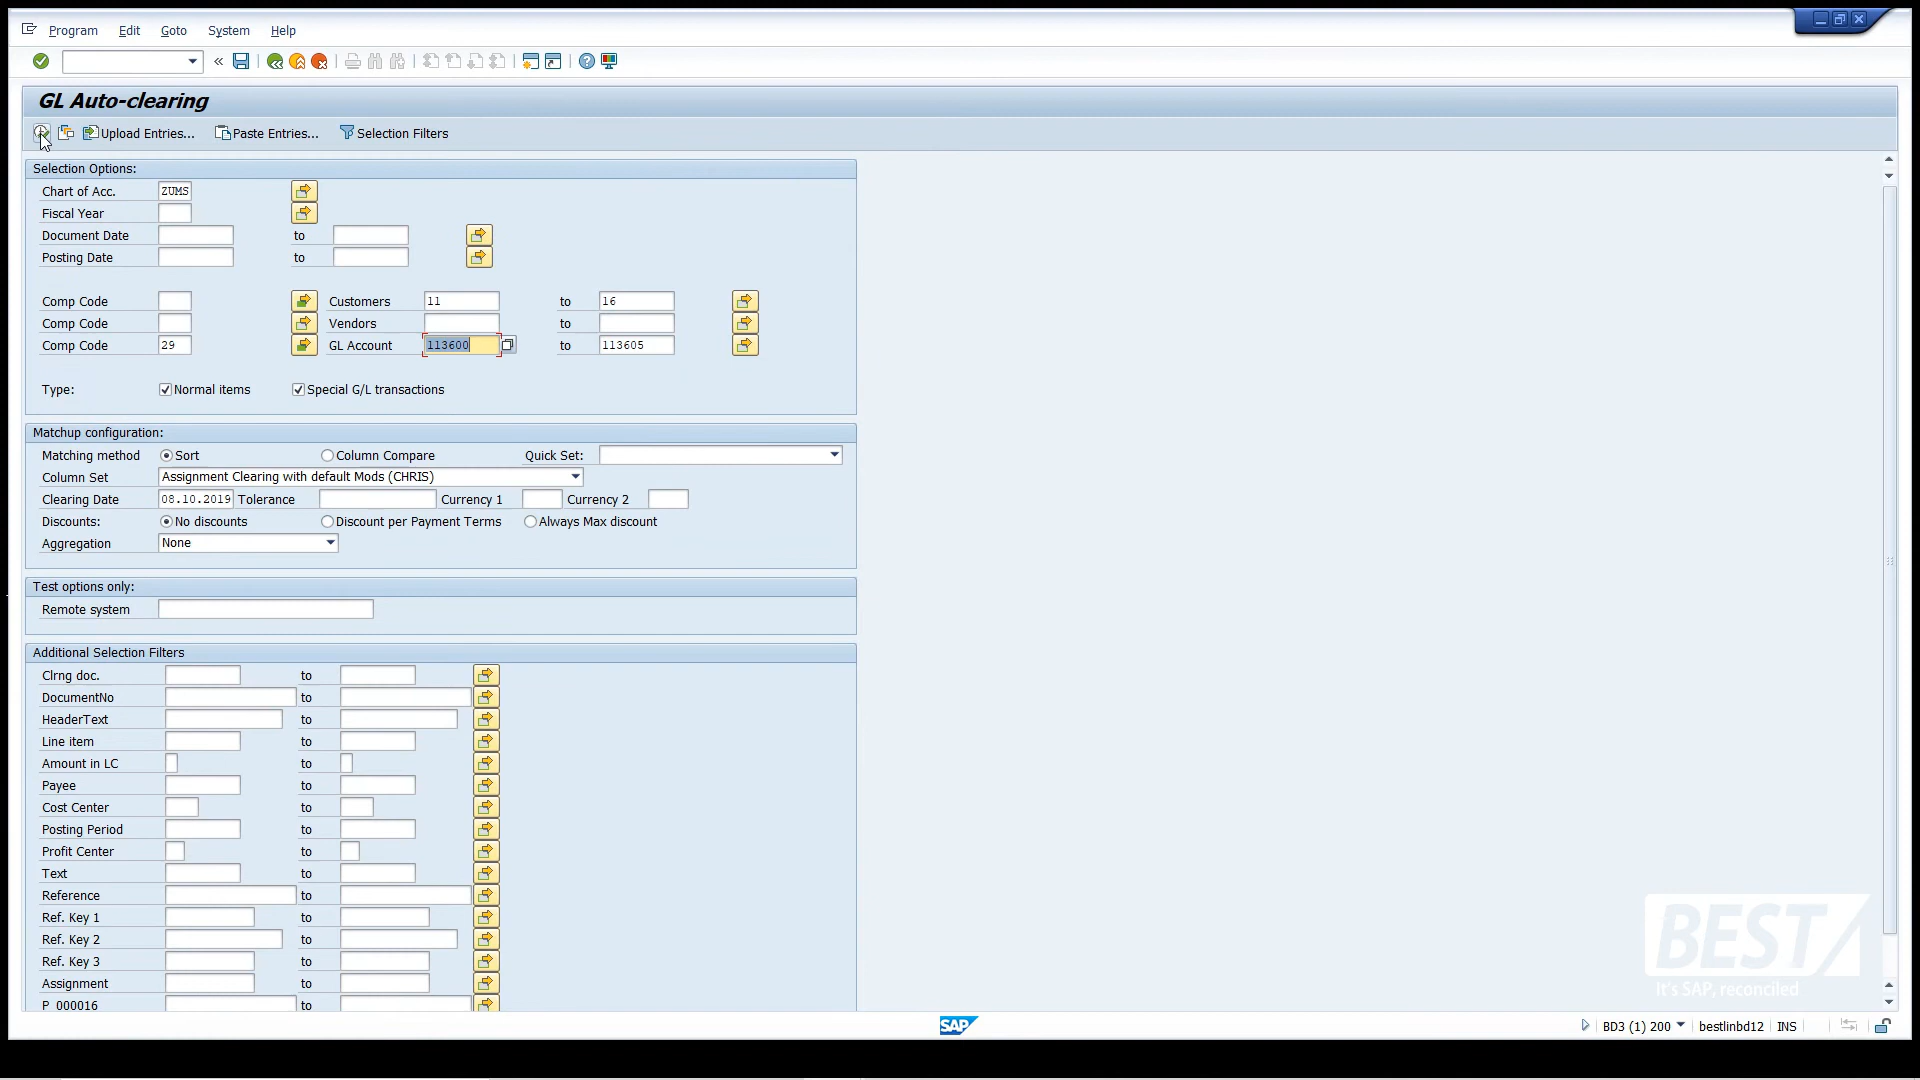 Program Edit Goto System Help
«
GL Auto-clearing
Upload Entries... Paste Entries... Selection Filters
Selection Options:
Chart of Acc. ZUMS
Fiscal Year
Document Date to
Posting Date to
Comp Code Customers 11 to 16
Comp Code Vendors to
Comp Code 29 GL Account 113600 to 113605
Type: Normal items Special G/L transactions
Matchup configuration:
Matching method Sort Column Compare Quick Set:
Column Set Assignment Clearing with default Mods (CHRIS)
Clearing Date 08.10.2019 Tolerance Currency 1 Currency 2
Discounts: No discounts Discount per Payment Terms Always Max discount
Aggregation None
Test options only:
Remote system
Additional Selection Filters
Clrng doc. to
DocumentNo to
HeaderText to
Line item to
Amount in LC to
Payee to
Cost Center to
Posting Period to
Profit Center to
Text to
Reference to
Ref. Key 1 to
Ref. Key 2 to
Ref. Key 3 to
Assignment to
P_000016 to
BEST
It's SAP, reconciled
SAP BD3 (1) 200 bestlinbd12 INS